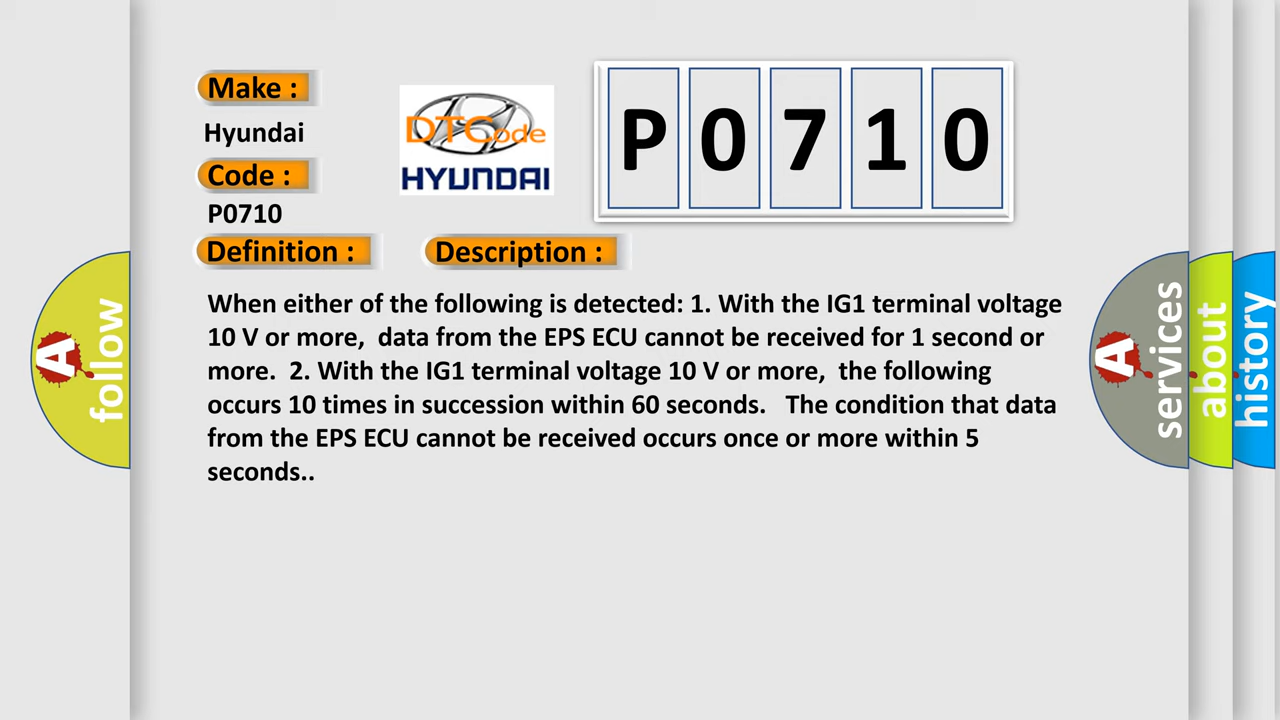 Make :
Hyundai
Code :
P0710
Definition :
Description :
DTCode
HYUNDAI
P0710
When either of the following is detected: 1. With the IG1 terminal voltage
10 V or more, data from the EPS ECU cannot be received for 1 second or
more. 2. With the IG1 terminal voltage 10 V or more, the following
occurs 10 times in succession within 60 seconds. The condition that data
from the EPS ECU cannot be received occurs once or more within 5
seconds..
A follow
A services
about
history